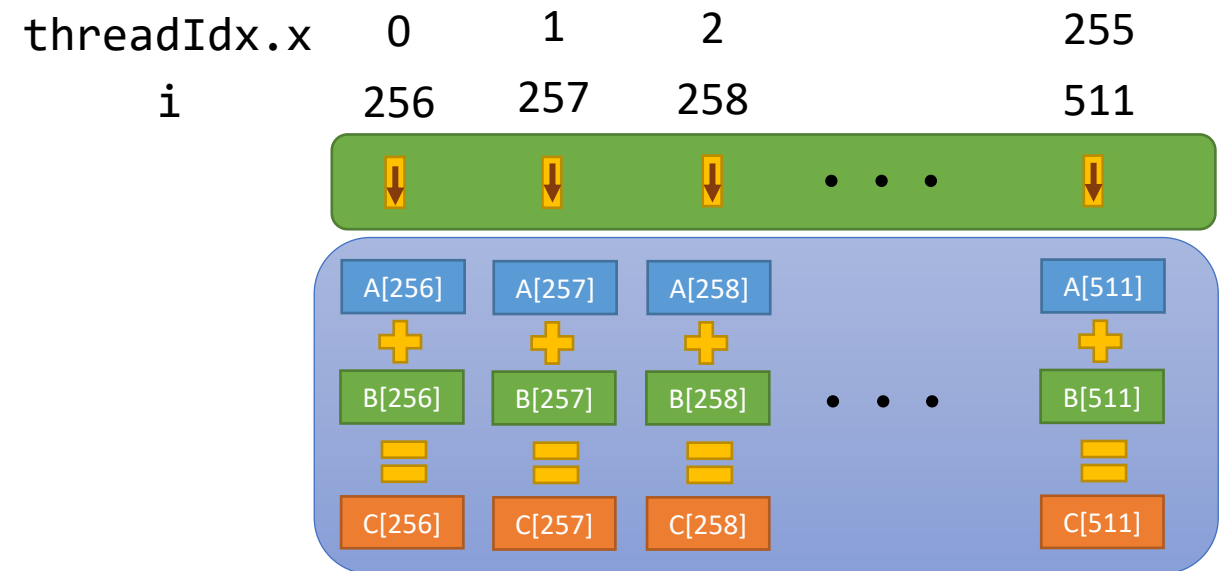 threadIdx.x 0 1 2 255
i 256 257 258 511
• • •
A[256] A[257] A[258] A[511]
B[256] B[257] B[258] • • • B[511]
C[256] C[257] C[258] C[511]